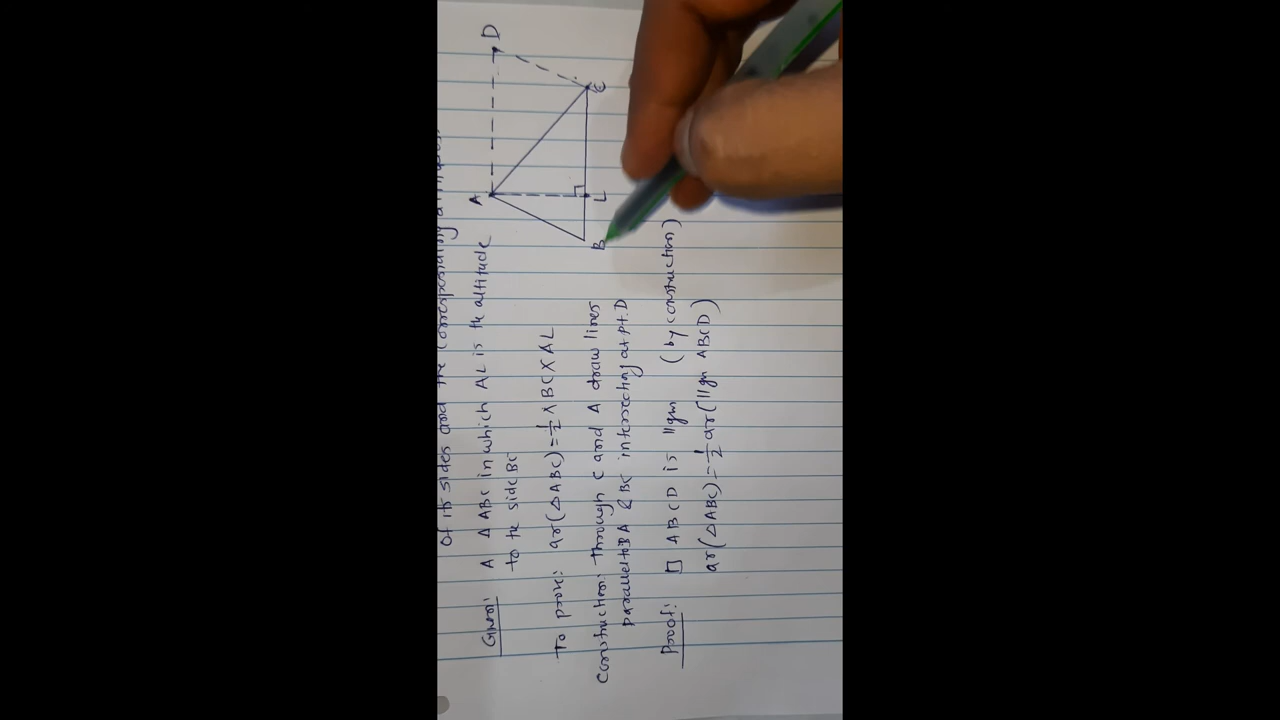 of its sides and the corresponding
Given: A △ ABC in which AL is the altitude
to the side BC
To prove: ar(△ABC)=½×BC×AL
Construction: Through C and A draw lines
parallel to BA & BC intersecting at pt.D
Proof: □ ABCD is ||gm (by construction)
ar(△ABC)=½ar(||gm ABCD)
A
D
B
L
C